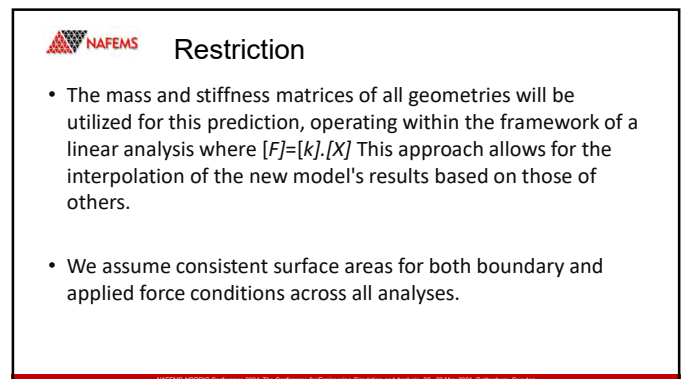 NAFEMS
Restriction
• The mass and stiffness matrices of all geometries will be
utilized for this prediction, operating within the framework of a
linear analysis where [F]=[k].[X] This approach allows for the
interpolation of the new model's results based on those of
others.
• We assume consistent surface areas for both boundary and
applied force conditions across all analyses.